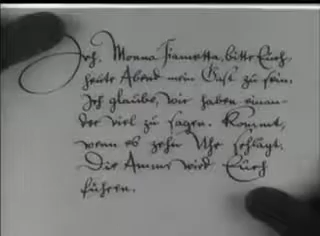 Ich, Monna Fiametta, bitte Euch,
heute Abend mein Gast zu sein.
Ich glaube, wir haben einan-
der viel zu sagen. Kommt,
wenn es zehn Uhr schlägt.
Die Amme wird Euch
führen.